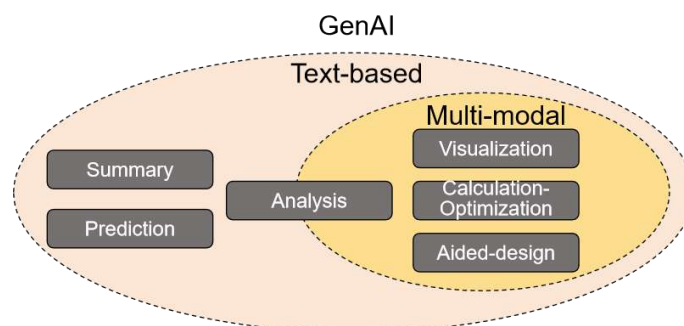 GenAI
Text-based
Multi-modal
Summary
Prediction
Analysis
Visualization
Calculation-
Optimization
Aided-design